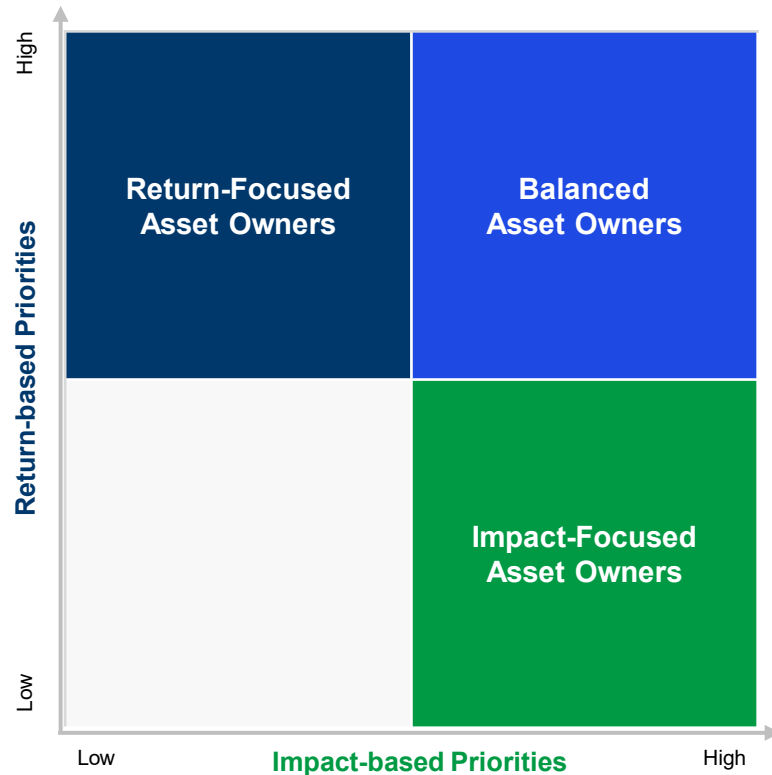 High
Return-Focused
Asset Owners
Balanced
Asset Owners
Return-based Priorities
Impact-Focused
Asset Owners
Low
Low
Impact-based Priorities
High